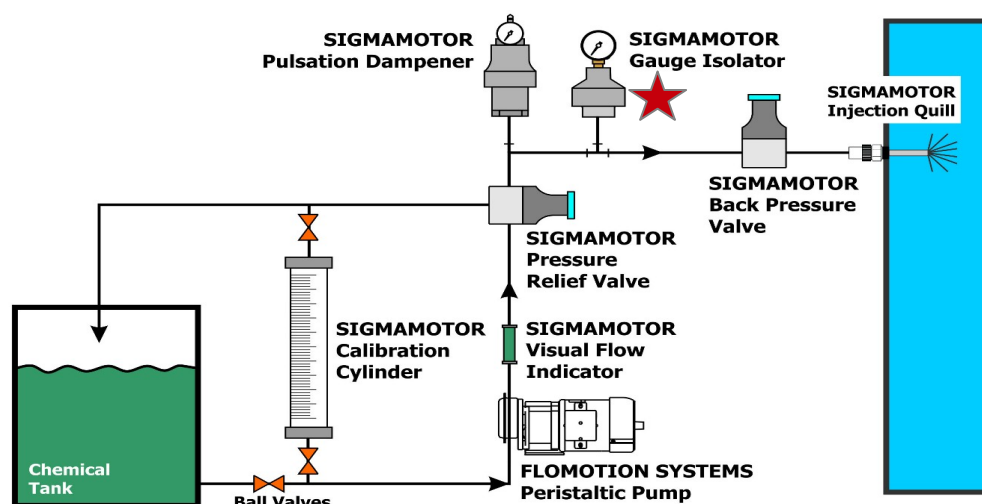 SIGMAMOTOR
Pulsation Dampener
SIGMAMOTOR
Gauge Isolator
SIGMAMOTOR
Injection Quill
SIGMAMOTOR
Back Pressure
Valve
SIGMAMOTOR
Pressure
Relief Valve
SIGMAMOTOR
Calibration
Cylinder
SIGMAMOTOR
Visual Flow
Indicator
Chemical
Tank
Ball Valves
FLOMOTION SYSTEMS
Peristaltic Pump